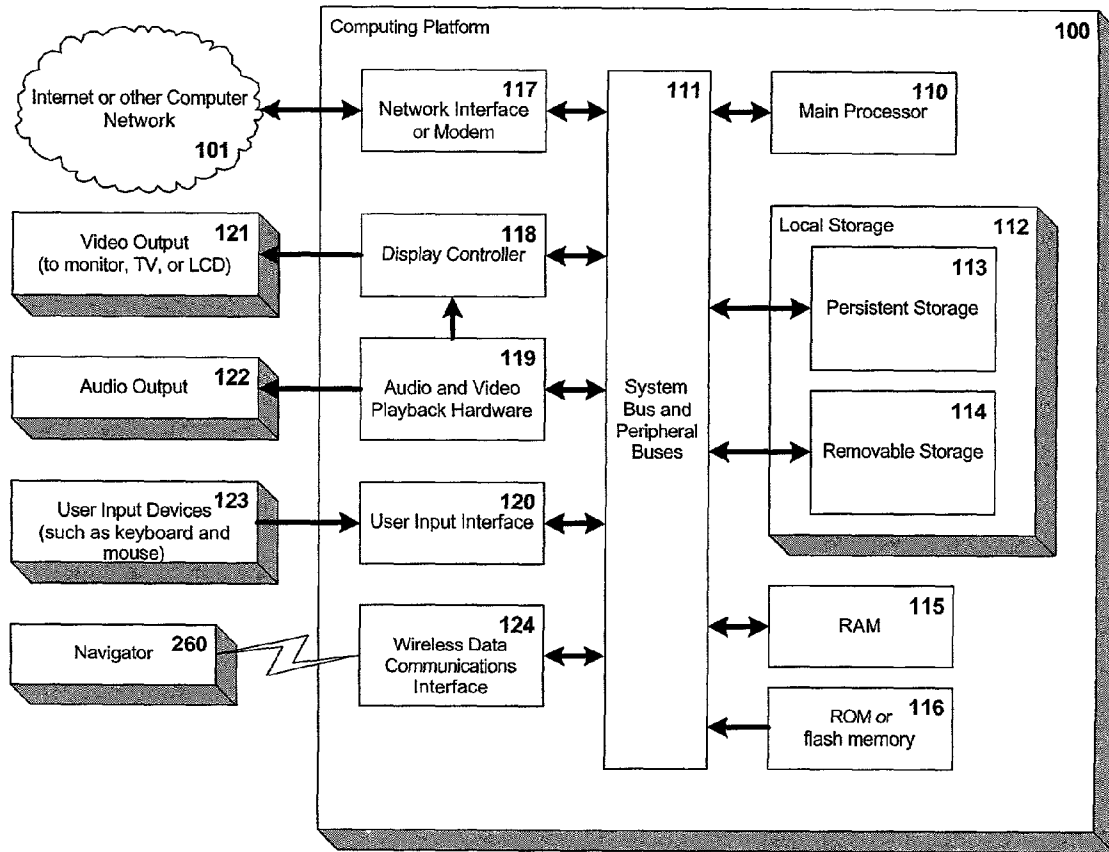 Computing Platform
100
Internet or other Computer
Network
101
117
Network Interface
or Modem
111
System
Bus and
Peripheral
Buses
110
Main Processor
121
Video Output
(to monitor, TV, or LCD)
118
Display Controller
Local Storage
112
113
Persistent Storage
122
Audio Output
119
Audio and Video
Playback Hardware
114
Removable Storage
123
User Input Devices
(such as keyboard and
mouse)
120
User Input Interface
260
Navigator
124
Wireless Data
Communications
Interface
115
RAM
116
ROM or
flash memory